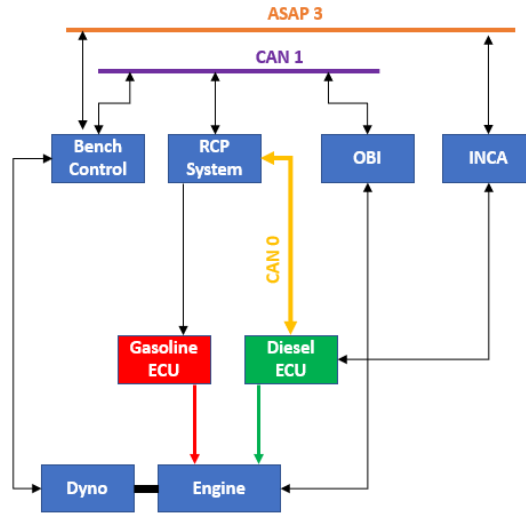 ASAP 3
CAN 1
Bench
Control
RCP
System
OBI
INCA
CAN 0
Gasoline
ECU
Diesel
ECU
Dyno
Engine